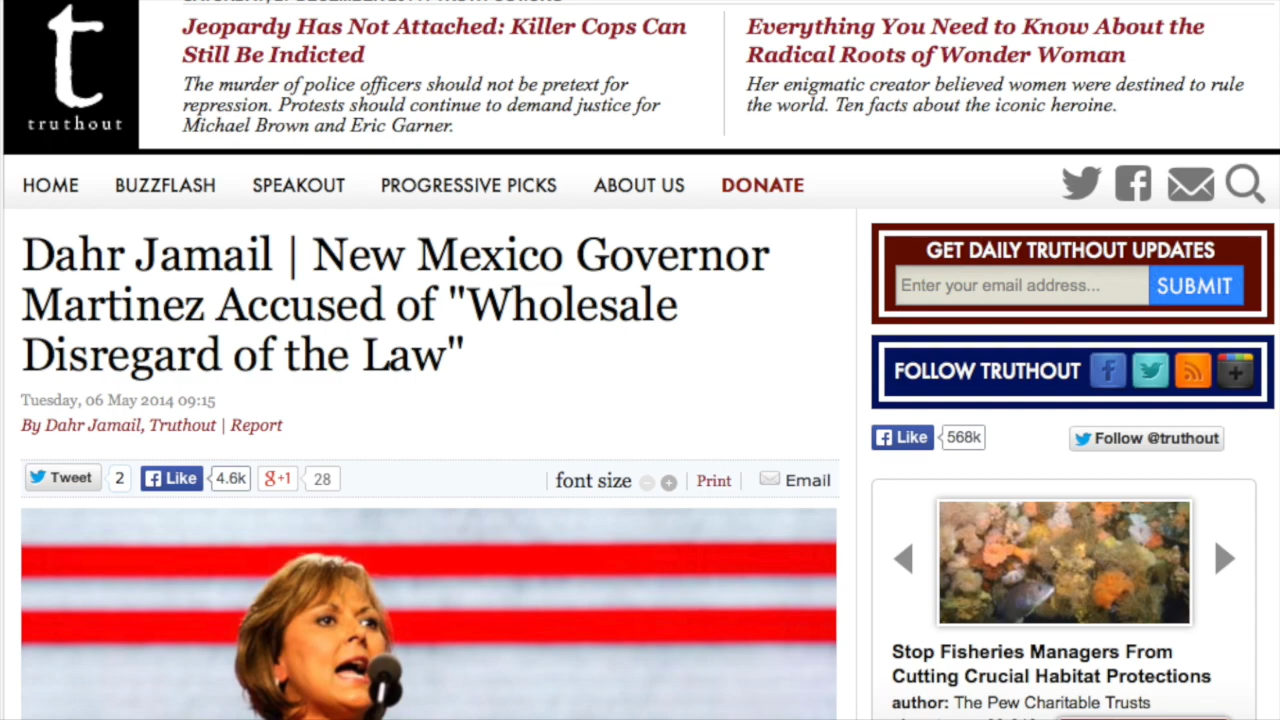 Jeopardy Has Not Attached: Killer Cops Can
Still Be Indicted
The murder of police officers should not be pretext for
repression. Protests should continue to demand justice for
Michael Brown and Eric Garner.
Everything You Need to Know About the
Radical Roots of Wonder Woman
Her enigmatic creator believed women were destined to rule
the world. Ten facts about the iconic heroine.
t
truthout
HOME BUZZFLASH SPEAKOUT PROGRESSIVE PICKS ABOUT US DONATE
Dahr Jamail | New Mexico Governor
Martinez Accused of "Wholesale
Disregard of the Law"
Tuesday, 06 May 2014 09:15
By Dahr Jamail, Truthout | Report
Tweet 2 Like 4.6k g+1 28 font size Print Email
GET DAILY TRUTHOUT UPDATES
Enter your email address... SUBMIT
FOLLOW TRUTHOUT
Like 568k Follow @truthout
Stop Fisheries Managers From
Cutting Crucial Habitat Protections
author: The Pew Charitable Trusts